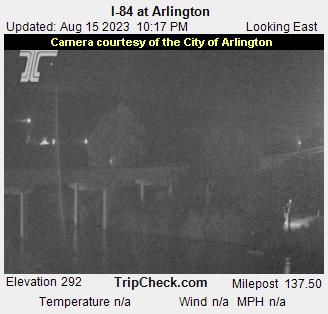 I-84 at Arlington
Updated: Aug 15 2023 10:17 PM Looking East
Camera courtesy of the City of Arlington
Elevation 292 TripCheck.com Milepost 137.50
Temperature n/a Wind n/a MPH n/a